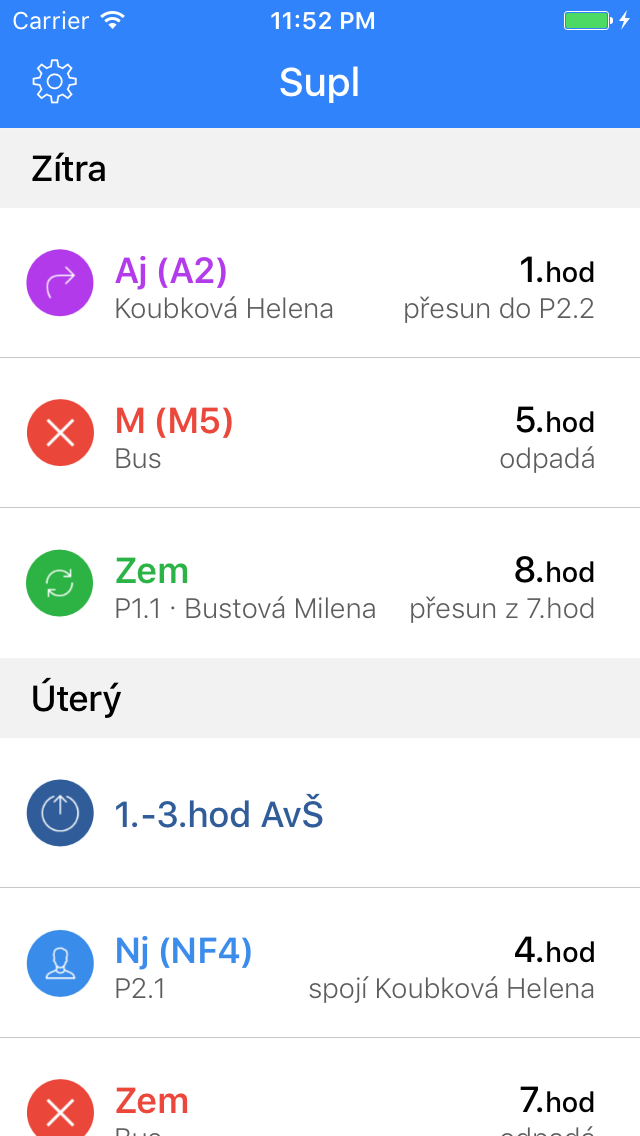 Carrier 11:52 PM
Supl
Zítra
Aj (A2) 1.hod
Koubková Helena přesun do P2.2
M (M5) 5.hod
Bus odpadá
Zem 8.hod
P1.1 · Bustová Milena přesun z 7.hod
Úterý
1.-3.hod AvŠ
Nj (NF4) 4.hod
P2.1 spojí Koubková Helena
Zem 7.hod
Bus odpadá